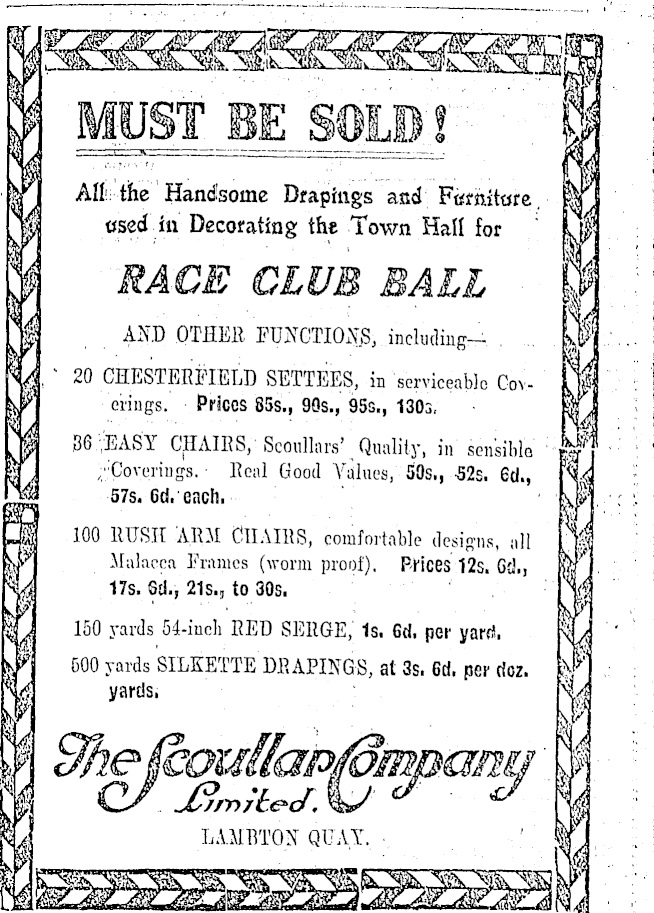 MUST BE SOLD!
All the Handsome Drapings and Furniture
used in Decorating the Town Hall for
RACE CLUB BALL
AND OTHER FUNCTIONS, including—
20 CHESTERFIELD SETTEES, in serviceable Cov-
erings. Prices 85s., 90s., 95s., 130s.
36 EASY CHAIRS, Scoullars' Quality, in sensible
Coverings. Real Good Values, 50s., 52s. 6d.,
57s. 6d. each.
100 RUSH ARM CHAIRS, comfortable designs, all
Malacca Frames (worm proof). Prices 12s. 6d.,
17s. 6d., 21s., to 30s.
150 yards 54-inch RED SERGE, 1s. 6d. per yard.
500 yards SILKETTE DRAPINGS, at 3s. 6d. per doz.
yards.
The Scoullar Company
Limited.
LAMBTON QUAY.